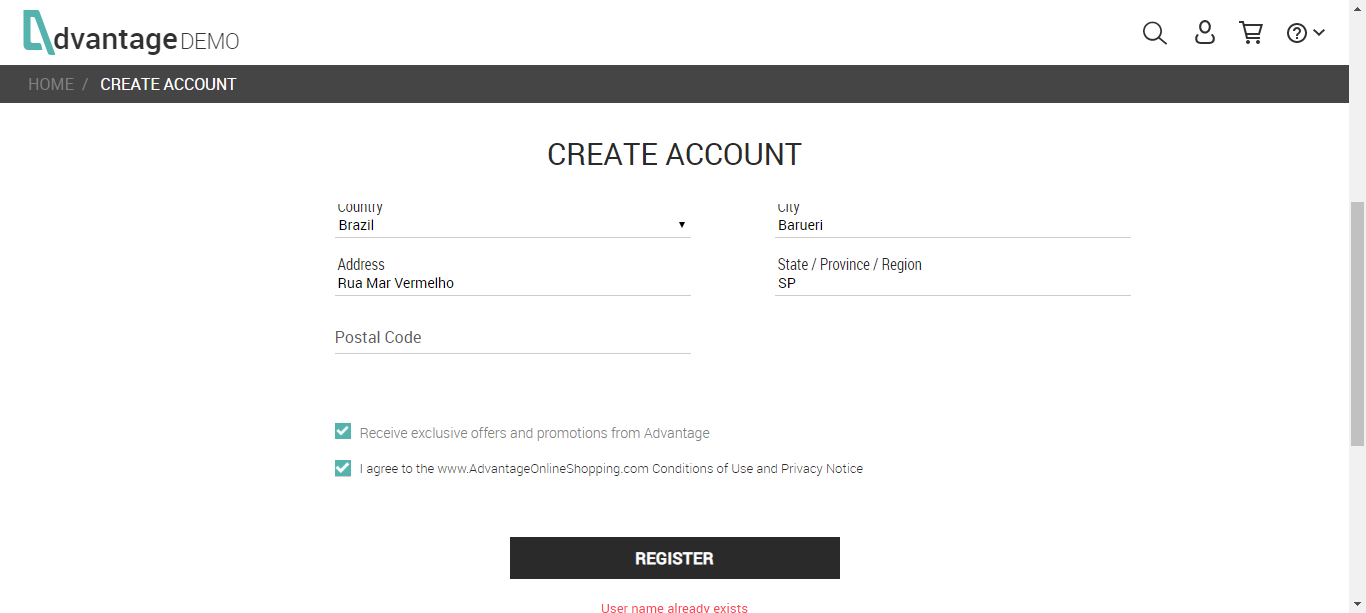 dvantage DEMO
HOME / CREATE ACCOUNT
CREATE ACCOUNT
Country City
Brazil Barueri
Address State / Province / Region
Rua Mar Vermelho SP
Postal Code
Receive exclusive offers and promotions from Advantage
I agree to the www.AdvantageOnlineShopping.com Conditions of Use and Privacy Notice
REGISTER
User name already exists